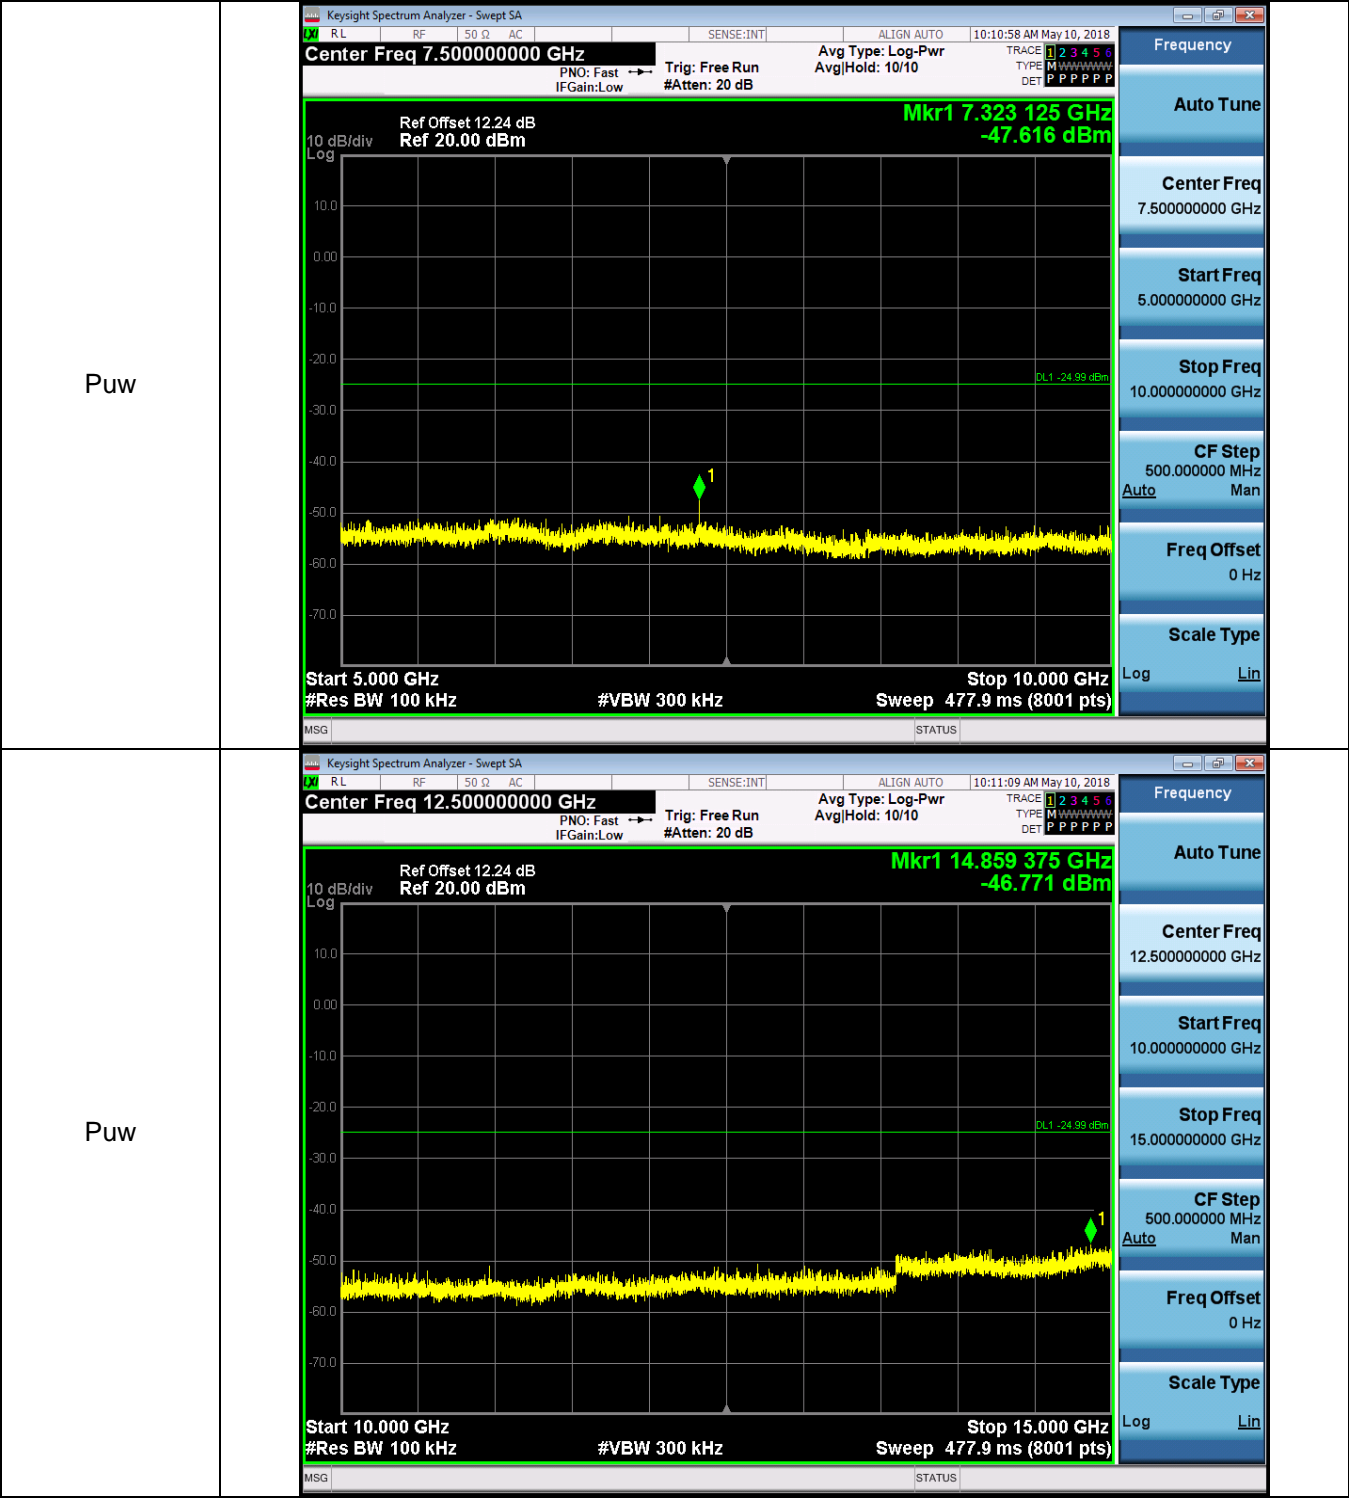 Puw
Keysight Spectrum Analyzer - Swept SA
LXI RL RF 50 Ω AC SENSE:INT ALIGN AUTO 10:10:58 AM May 10, 2018
Center Freq 7.500000000 GHz
PNO: Fast
IFGain:Low
Trig: Free Run
#Atten: 20 dB
Avg Type: Log-Pwr
Avg|Hold: 10/10
TRACE 1 2 3 4 5 6
TYPE M WWWWW
DET P P P P P P
Mkr1 7.323 125 GHz
-47.616 dBm
Ref Offset 12.24 dB
10 dB/div Ref 20.00 dBm
Log
10.0
0.00
-10.0
-20.0
DL1 -24.99 dBm
-30.0
-40.0
1
-50.0
-60.0
-70.0
Start 5.000 GHz Stop 10.000 GHz
#Res BW 100 kHz #VBW 300 kHz Sweep 477.9 ms (8001 pts)
MSG STATUS
Frequency
Auto Tune
Center Freq
7.500000000 GHz
Start Freq
5.000000000 GHz
Stop Freq
10.000000000 GHz
CF Step
500.000000 MHz
Auto Man
Freq Offset
0 Hz
Scale Type
Log Lin
Puw
Keysight Spectrum Analyzer - Swept SA
LXI RL RF 50 Ω AC SENSE:INT ALIGN AUTO 10:11:09 AM May 10, 2018
Center Freq 12.500000000 GHz
PNO: Fast
IFGain:Low
Trig: Free Run
#Atten: 20 dB
Avg Type: Log-Pwr
Avg|Hold: 10/10
TRACE 1 2 3 4 5 6
TYPE M WWWWW
DET P P P P P P
Mkr1 14.859 375 GHz
-46.771 dBm
Ref Offset 12.24 dB
10 dB/div Ref 20.00 dBm
Log
10.0
0.00
-10.0
-20.0
DL1 -24.99 dBm
-30.0
-40.0
1
-50.0
-60.0
-70.0
Start 10.000 GHz Stop 15.000 GHz
#Res BW 100 kHz #VBW 300 kHz Sweep 477.9 ms (8001 pts)
MSG STATUS
Frequency
Auto Tune
Center Freq
12.500000000 GHz
Start Freq
10.000000000 GHz
Stop Freq
15.000000000 GHz
CF Step
500.000000 MHz
Auto Man
Freq Offset
0 Hz
Scale Type
Log Lin